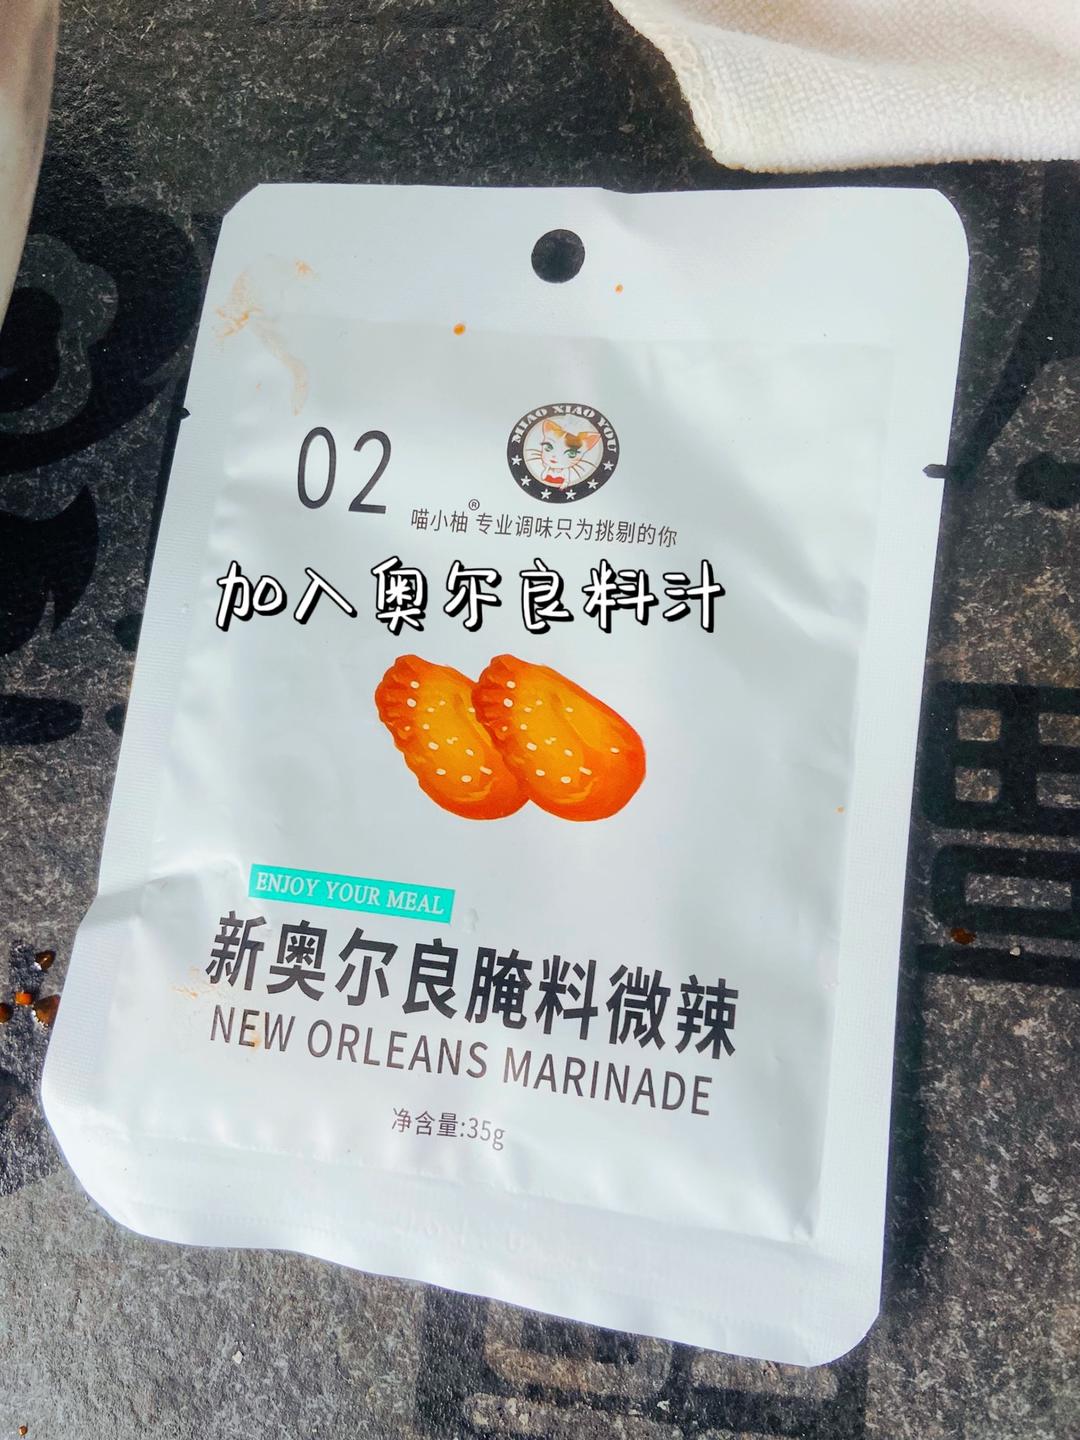 MIAO XIAO YOU
02
喵小柚®专业调味只为挑剔的你
加入奥尔良料汁
ENJOY YOUR MEAL
新奥尔良腌料微辣
NEW ORLEANS MARINADE
净含量:35g